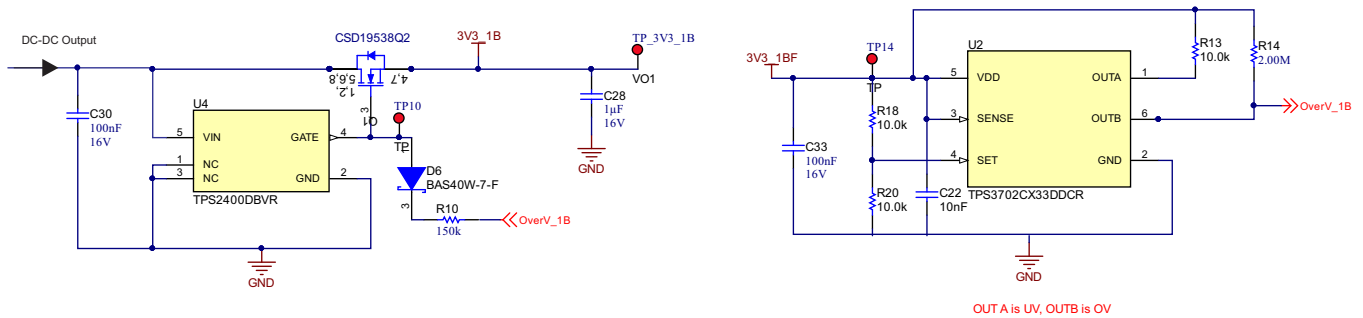 DC-DC Output
CSD19538Q2
3V3_1B
TP_3V3_1B
VO1
5,6,8
1,2,
4,7
3
Q1
C30
100nF
16V
U4
5
VIN
GATE
4
1
NC
3
NC
GND
2
TPS2400DBVR
TP10
TP
1
D6
BAS40W-7-F
3
R10
150k
OverV_1B
C28
1µF
16V
GND
GND
3V3_1BF
TP14
TP
U2
R13
10.0k
R14
2.00M
5
VDD
OUTA
1
R18
10.0k
3
SENSE
OUTB
6
OverV_1B
C33
100nF
16V
4
SET
GND
2
TPS3702CX33DDCR
R20
10.0k
C22
10nF
GND
OUT A is UV, OUTB is OV